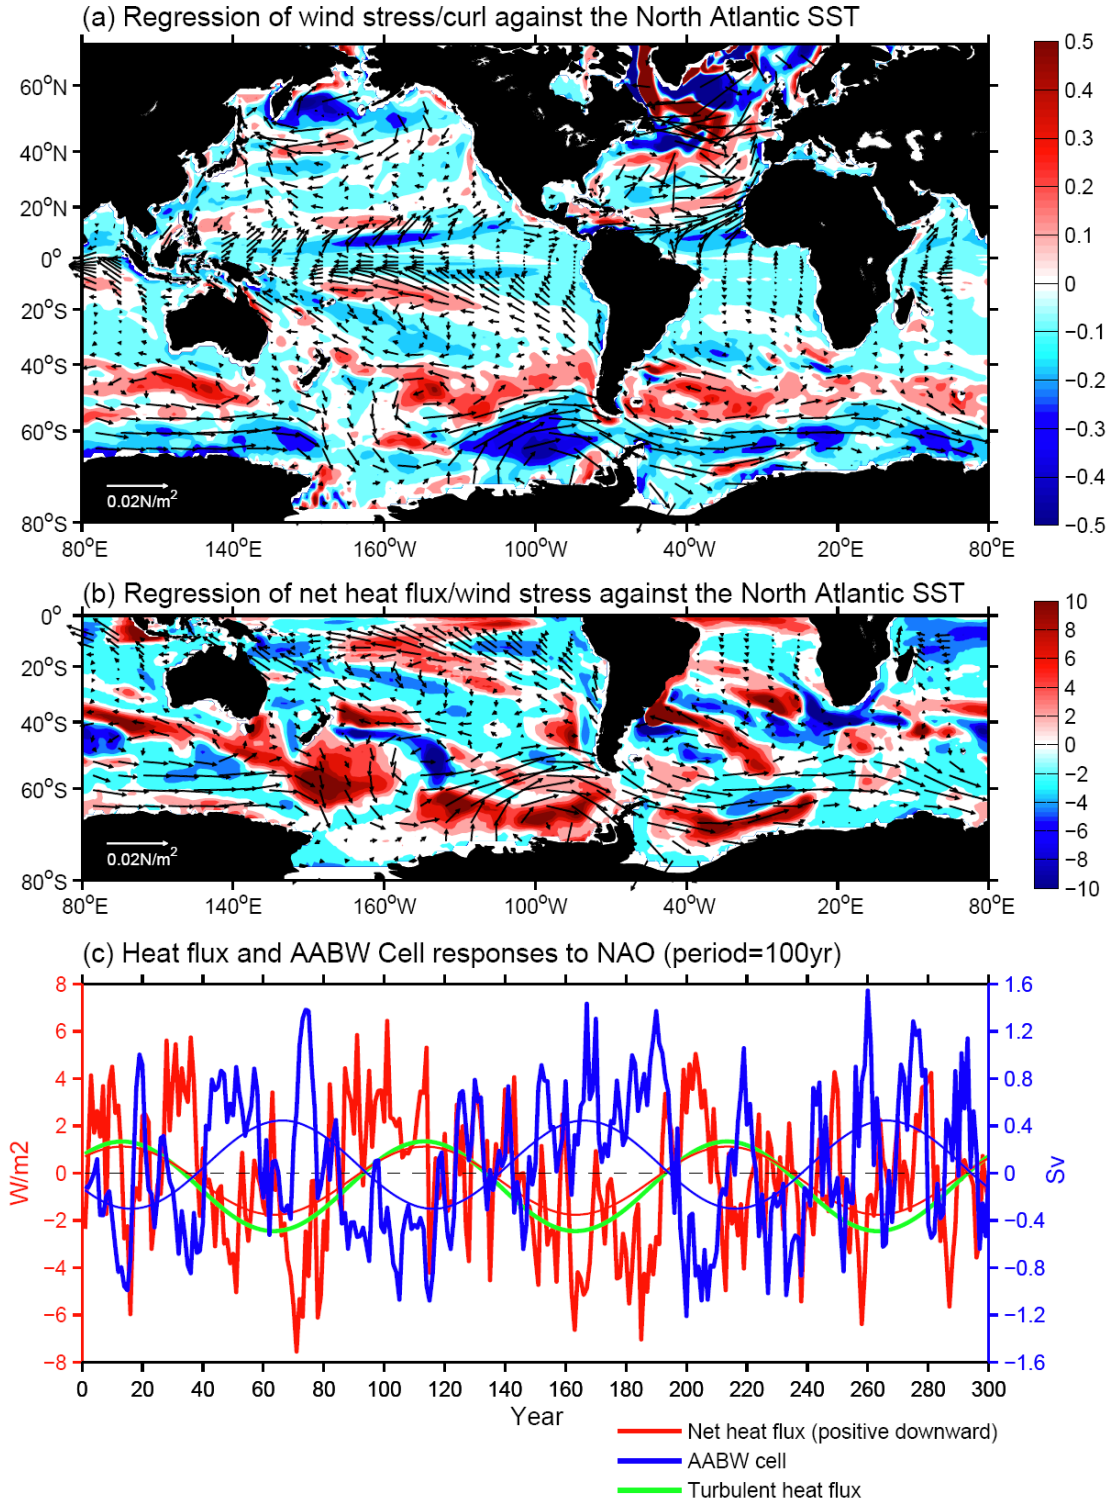 (a) Regression of wind stress/curl against the North Atlantic SST
60°N
40°N
20°N
0°
20°S
40°S
60°S
80°S
0.02N/m²
80°E 140°E 160°W 100°W 40°W 20°E 80°E
0.5
0.4
0.3
0.2
0.1
0
−0.1
−0.2
−0.3
−0.4
−0.5
(b) Regression of net heat flux/wind stress against the North Atlantic SST
0°
20°S
40°S
60°S
80°S
0.02N/m²
80°E 140°E 160°W 100°W 40°W 20°E 80°E
10
8
6
4
2
0
−2
−4
−6
−8
−10
(c) Heat flux and AABW Cell responses to NAO (period=100yr)
8
6
4
2
0
−2
−4
−6
−8
W/m2
1.6
1.2
0.8
0.4
0
−0.4
−0.8
−1.2
−1.6
Sv
0 20 40 60 80 100 120 140 160 180 200 220 240 260 280 300
Year
Net heat flux (positive downward)
AABW cell
Turbulent heat flux